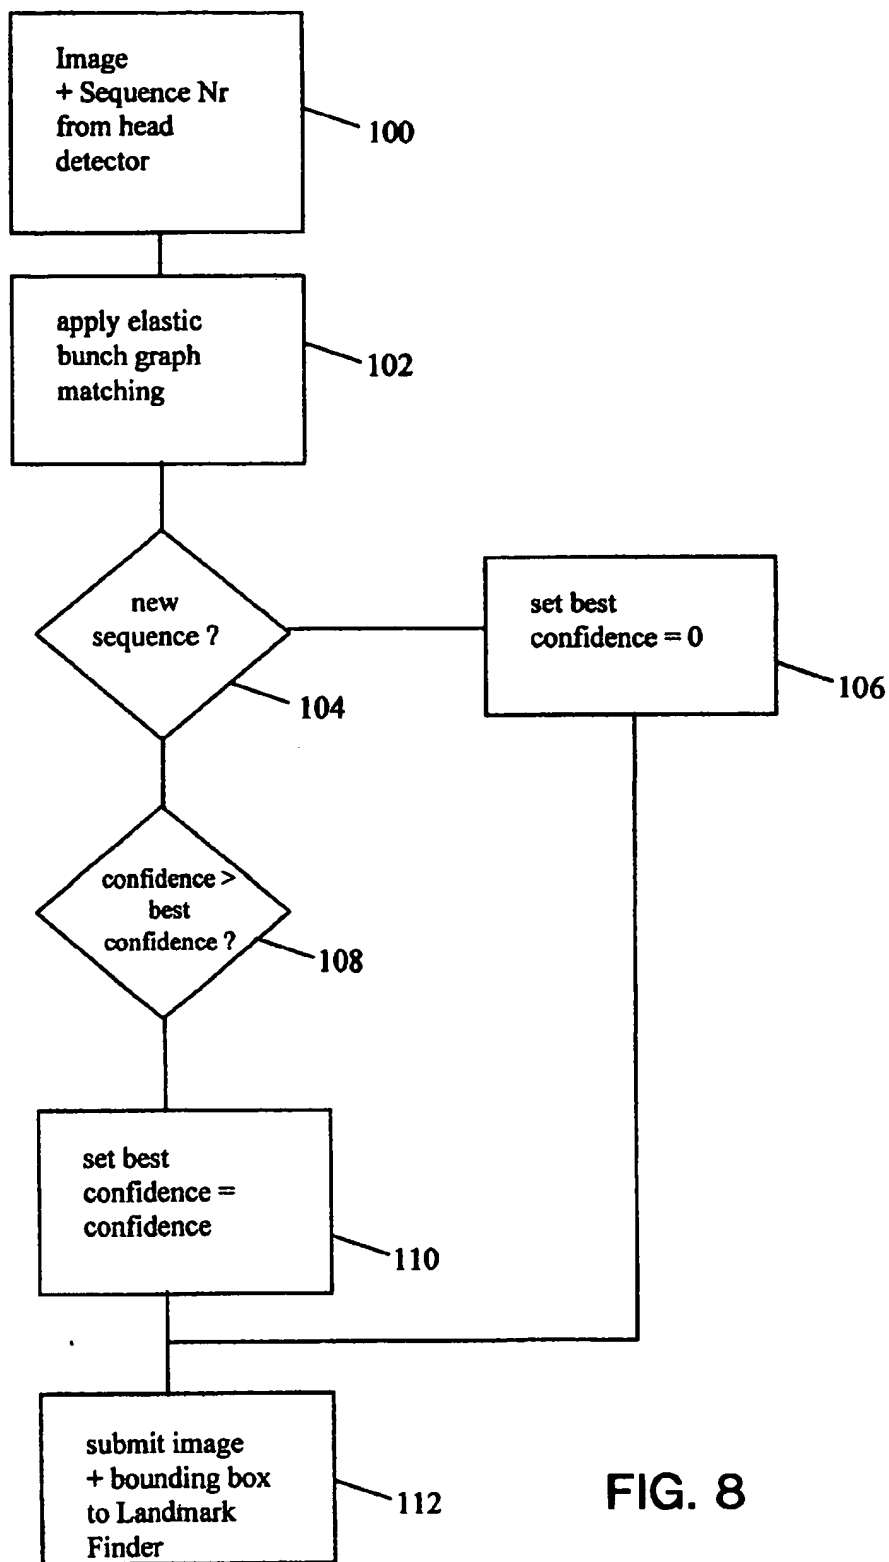 Image
+ Sequence Nr
from head
detector
100
apply elastic
bunch graph
matching
102
new
sequence ?
104
set best
confidence = 0
106
confidence >
best
confidence ?
108
set best
confidence =
confidence
110
submit image
+ bounding box
to Landmark
Finder
112
FIG. 8